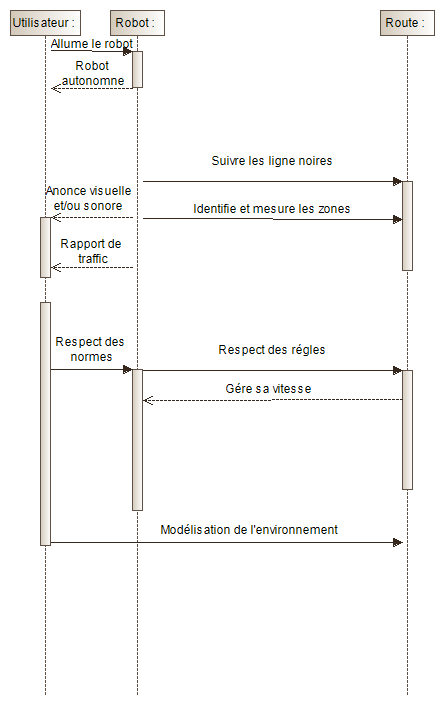 Utilisateur :
Robot :
Route :
Allume le robot
Robot
autonomne
Suivre les ligne noires
Anonce visuelle
et/ou sonore
Identifie et mesure les zones
Rapport de
traffic
Respect des
normes
Respect des régles
Gére sa vitesse
Modélisation de l'environnement